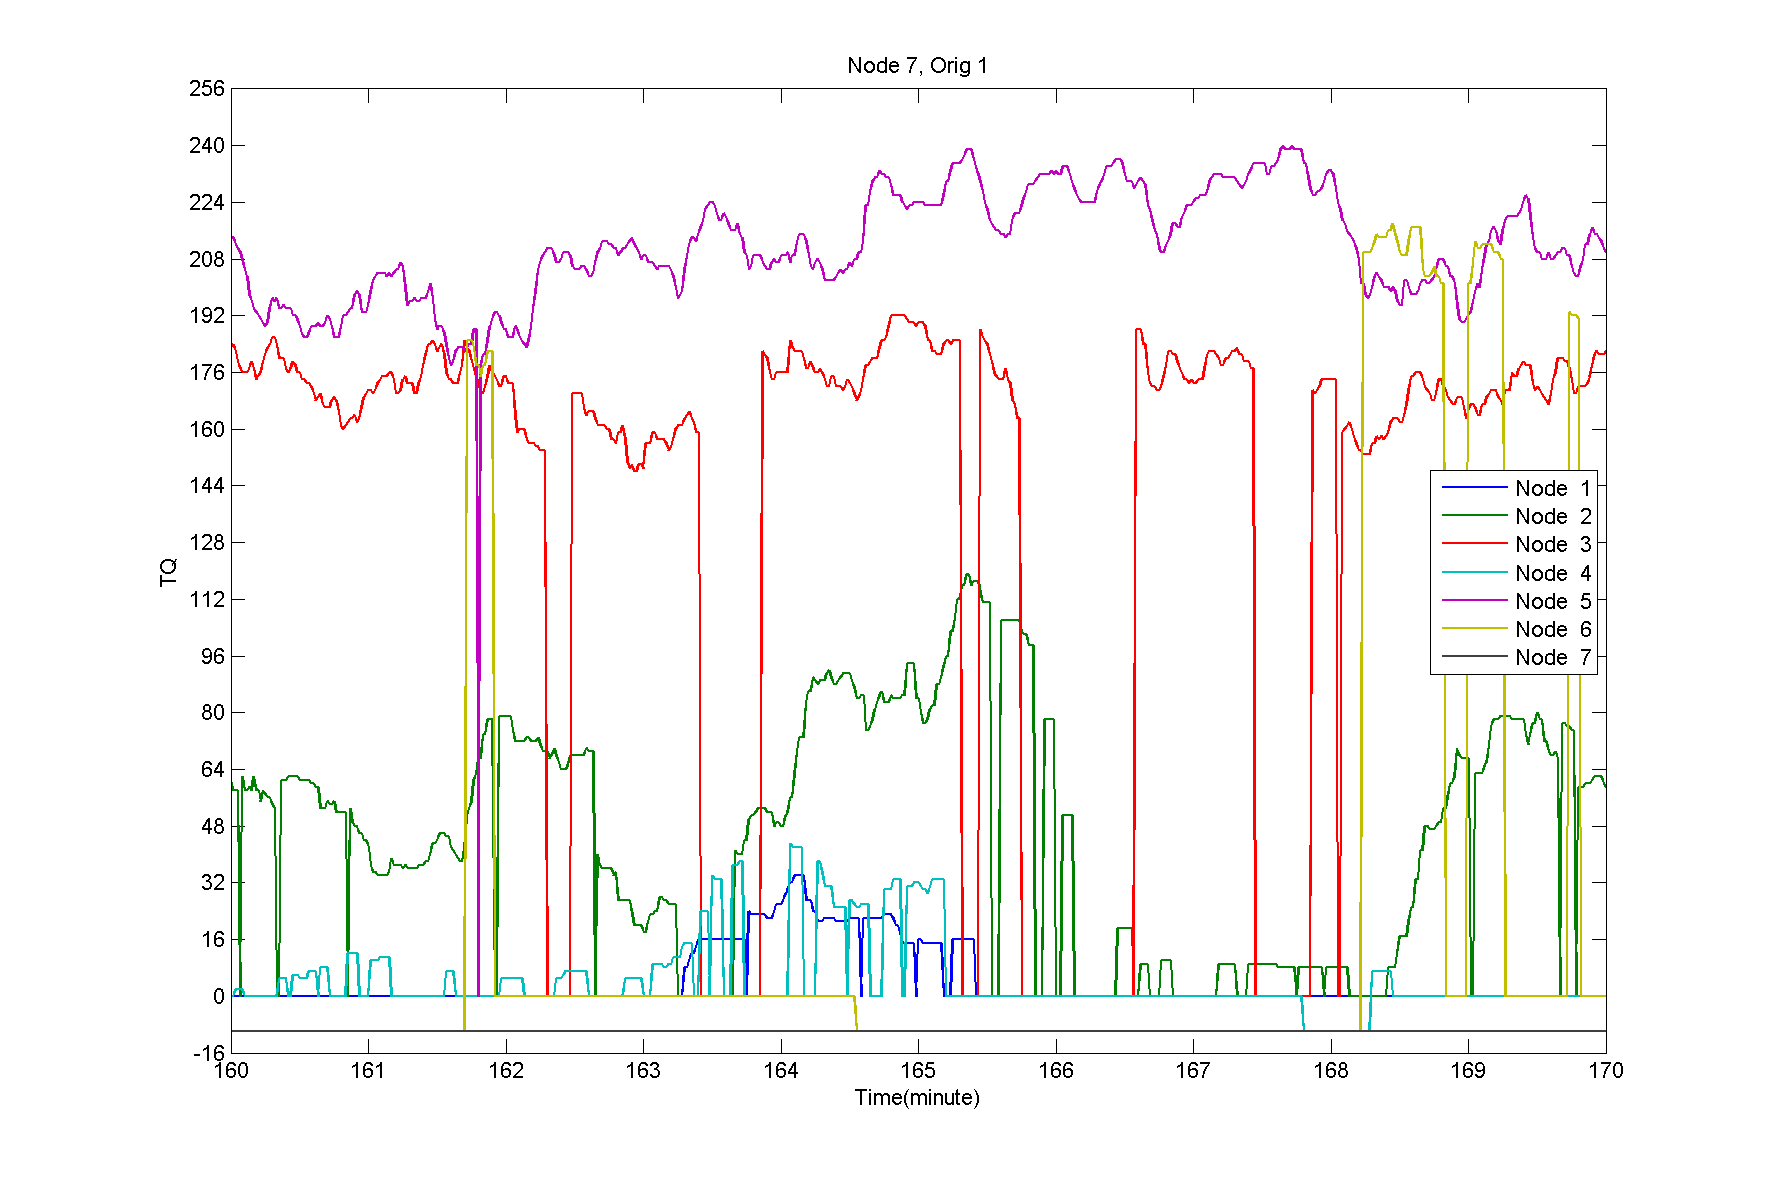 Node 7, Orig 1
256
240
224
208
192
176
160
144
128
112
96
80
64
48
32
16
0
-16
TQ
Node 1
Node 2
Node 3
Node 4
Node 5
Node 6
Node 7
160 161 162 163 164 165 166 167 168 169 170
Time(minute)